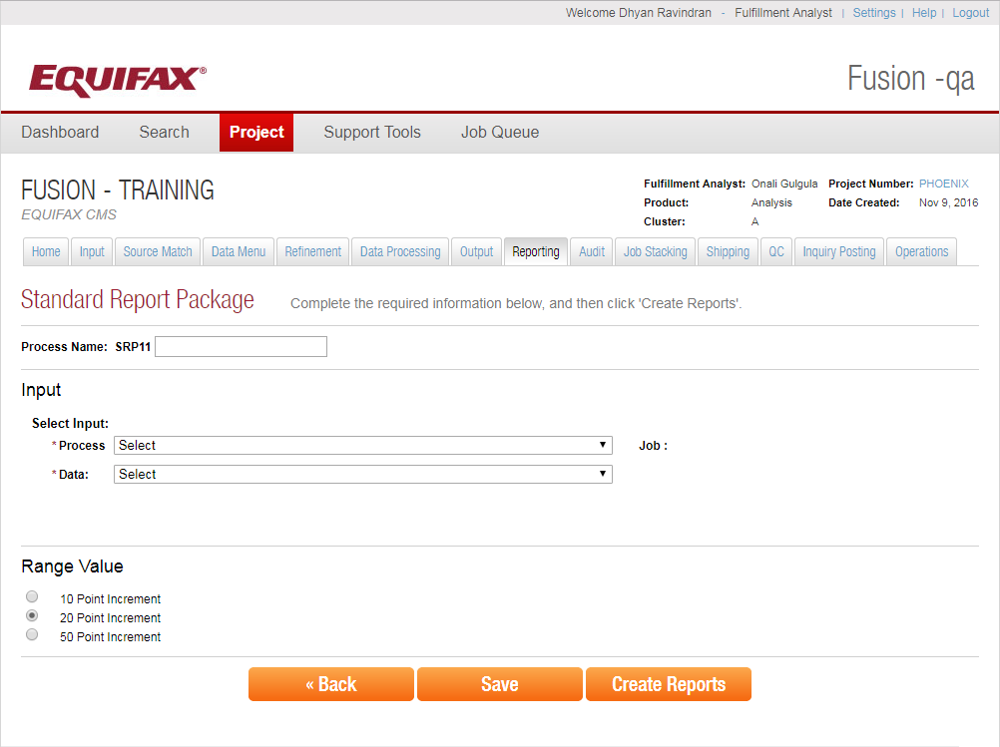 Welcome Dhyan Ravindran - Fulfillment Analyst | Settings | Help | Logout
EQUIFAX®
Fusion -qa
Dashboard Search Project Support Tools Job Queue
FUSION - TRAINING
EQUIFAX CMS
Fulfillment Analyst: Onali Gulgula Project Number: PHOENIX
Product: Analysis Date Created: Nov 9, 2016
Cluster: A
Home Input Source Match Data Menu Refinement Data Processing Output Reporting Audit Job Stacking Shipping QC Inquiry Posting Operations
Standard Report Package Complete the required information below, and then click 'Create Reports'.
Process Name: SRP11
Input
Select Input:
*Process Select Job :
*Data: Select
Range Value
10 Point Increment
20 Point Increment
50 Point Increment
« Back Save Create Reports